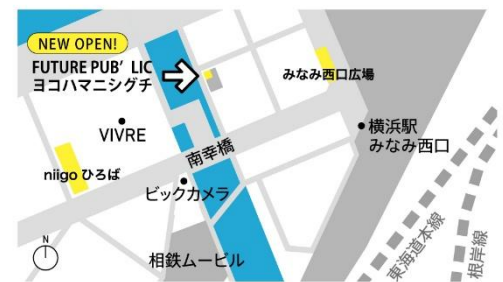 NEW OPEN!
FUTURE PUB' LIC
ヨコハマニシグチ
みなみ西口広場
VIVRE
横浜駅
みなみ西口
南幸橋
niigo ひろば
ビックカメラ
相鉄ムービル
東海道本線
根岸線
N